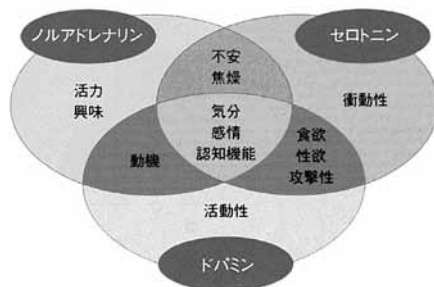 ノルアドレナリン
セロトニン
不安
焦燥
活力
興味
衝動性
気分
感情
認知機能
食欲
性欲
攻撃性
動機
活動性
ドパミン